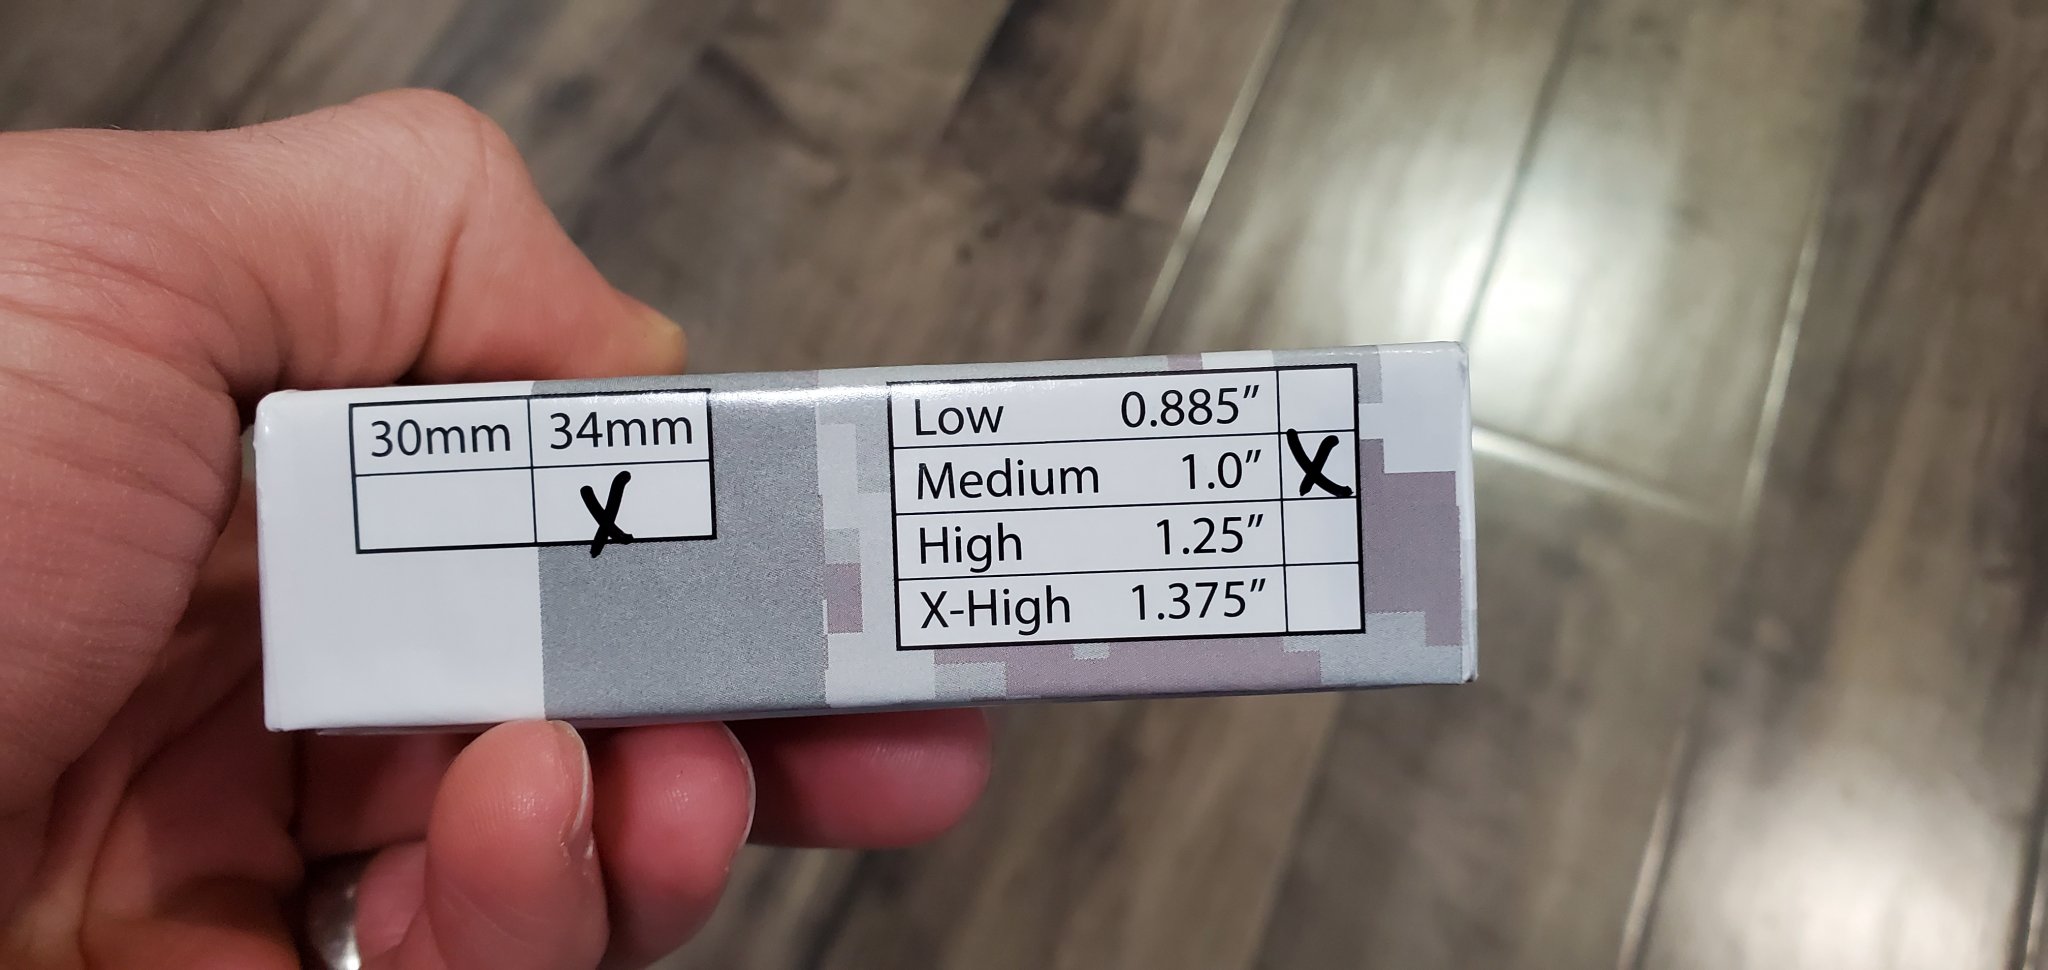 30mm 34mm
X
Low 0.885”
Medium 1.0” X
High 1.25”
X-High 1.375”